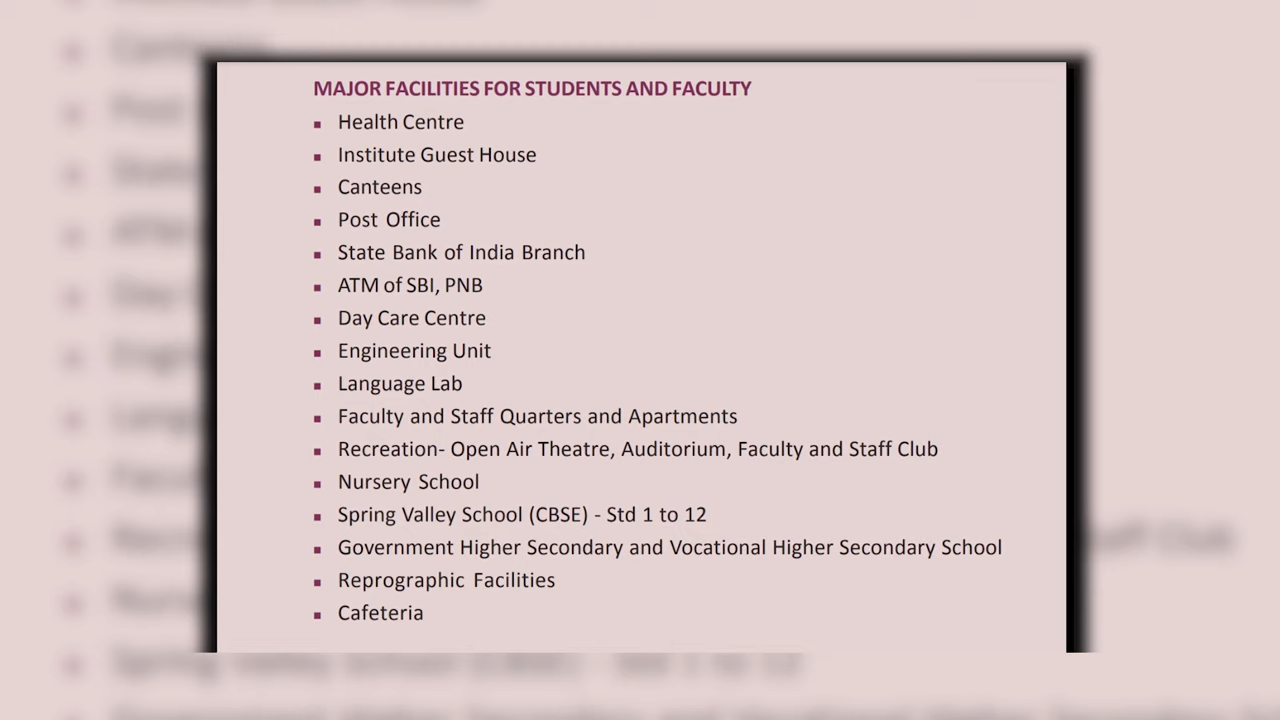 MAJOR FACILITIES FOR STUDENTS AND FACULTY
▪ Health Centre
▪ Institute Guest House
▪ Canteens
▪ Post Office
▪ State Bank of India Branch
▪ ATM of SBI, PNB
▪ Day Care Centre
▪ Engineering Unit
▪ Language Lab
▪ Faculty and Staff Quarters and Apartments
▪ Recreation- Open Air Theatre, Auditorium, Faculty and Staff Club
▪ Nursery School
▪ Spring Valley School (CBSE) - Std 1 to 12
▪ Government Higher Secondary and Vocational Higher Secondary School
▪ Reprographic Facilities
▪ Cafeteria